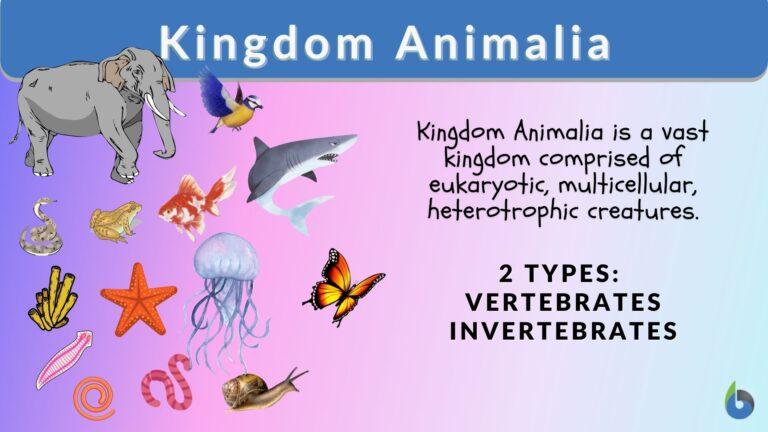 Kingdom Animalia
Kingdom Animalia is a vast
kingdom comprised of
eukaryotic, multicellular,
heterotrophic creatures.
2 TYPES:
VERTEBRATES
INVERTEBRATES